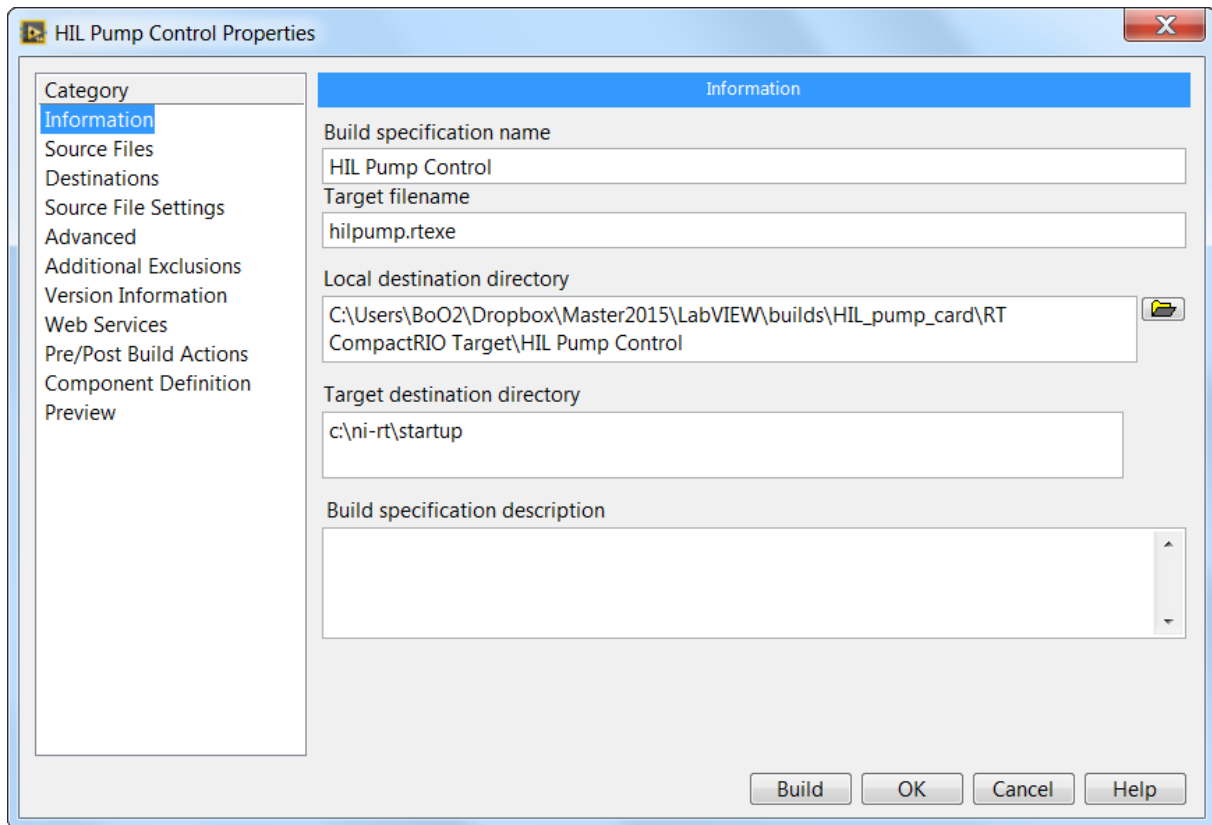 HIL Pump Control Properties
Category
Information
Source Files
Destinations
Source File Settings
Advanced
Additional Exclusions
Version Information
Web Services
Pre/Post Build Actions
Component Definition
Preview
Information
Build specification name
HIL Pump Control
Target filename
hilpump.rtexe
Local destination directory
C:\Users\BoO2\Dropbox\Master2015\LabVIEW\builds\HIL_pump_card\RT
CompactRIO Target\HIL Pump Control
Target destination directory
c:\ni-rt\startup
Build specification description
Build
OK
Cancel
Help